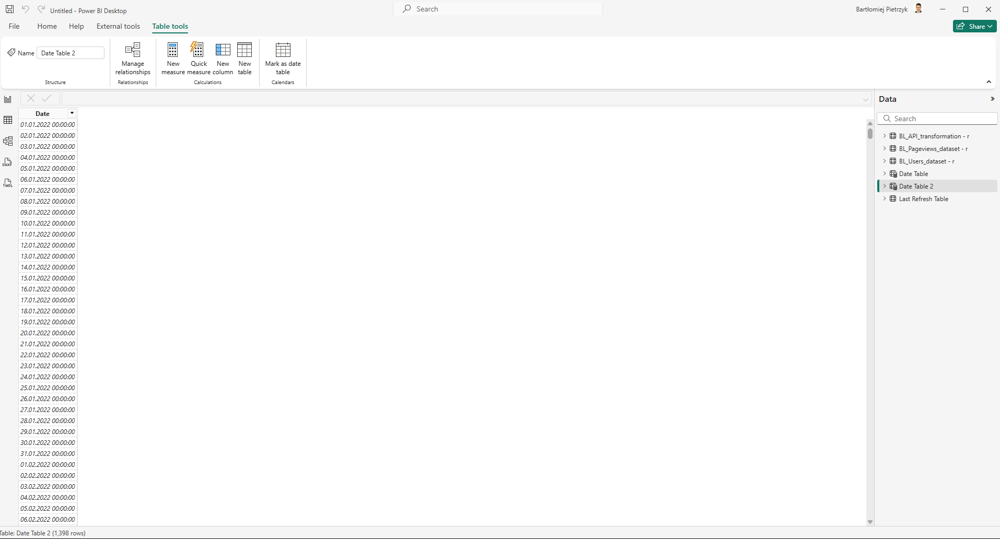 Untitled - Power BI Desktop
Search
Bartłomiej Pietrzyk
File Home Help External tools Table tools
Share
Name Date Table 2
Manage relationships
New measure
Quick measure
New column
New table
Mark as date table
Structure
Relationships
Calculations
Calendars
Data
Search
BL_API_transformation - r
BL_Pageviews_dataset - r
BL_Users_dataset - r
Date Table
Date Table 2
Last Refresh Table
DAX
TMDL
Date
01.01.2022 00:00:00
02.01.2022 00:00:00
03.01.2022 00:00:00
04.01.2022 00:00:00
05.01.2022 00:00:00
06.01.2022 00:00:00
07.01.2022 00:00:00
08.01.2022 00:00:00
09.01.2022 00:00:00
10.01.2022 00:00:00
11.01.2022 00:00:00
12.01.2022 00:00:00
13.01.2022 00:00:00
14.01.2022 00:00:00
15.01.2022 00:00:00
16.01.2022 00:00:00
17.01.2022 00:00:00
18.01.2022 00:00:00
19.01.2022 00:00:00
20.01.2022 00:00:00
21.01.2022 00:00:00
22.01.2022 00:00:00
23.01.2022 00:00:00
24.01.2022 00:00:00
25.01.2022 00:00:00
26.01.2022 00:00:00
27.01.2022 00:00:00
28.01.2022 00:00:00
29.01.2022 00:00:00
30.01.2022 00:00:00
31.01.2022 00:00:00
01.02.2022 00:00:00
02.02.2022 00:00:00
03.02.2022 00:00:00
04.02.2022 00:00:00
05.02.2022 00:00:00
06.02.2022 00:00:00
Table: Date Table 2 (1,398 rows)